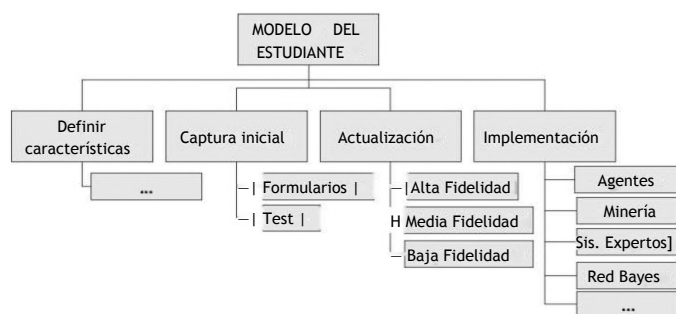 MODELO DEL
ESTUDIANTE
Definir
características
Captura inicial
Actualización
Implementación
...
| Formularios |
| Test |
|Alta Fidelidad
H Media Fidelidad
Baja Fidelidad
Agentes
Minería
Sis. Expertos]
Red Bayes
...